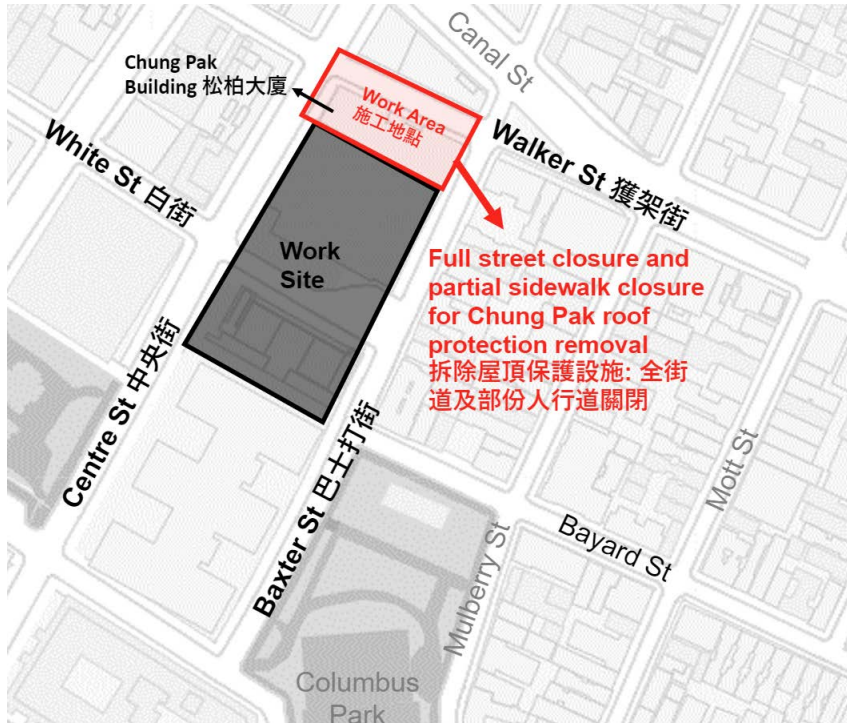 Canal St
Chung Pak
Building 松柏大廈
Work Area
施工地點
Walker St 獲架街
White St 白街
Work
Site
Full street closure and
partial sidewalk closure
for Chung Pak roof
protection removal
拆除屋頂保護設施: 全街
道及部份人行道關閉
Centre St 中央街
Baxter St 巴士打街
Mott St
Bayard St
Mulberry St
Columbus
Park